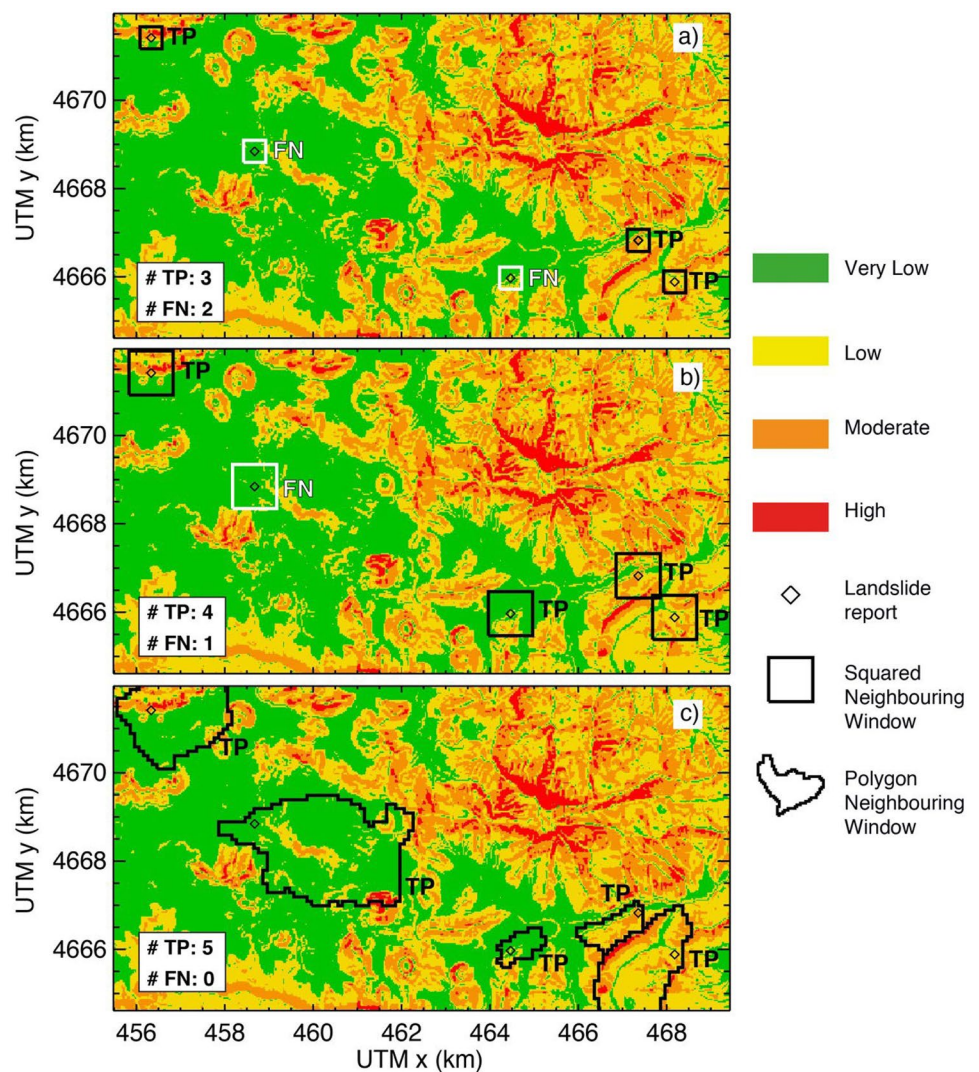 a)
TP
FN
TP
FN
TP
# TP: 3
# FN: 2
4670
4668
4666
UTM y (km)
b)
TP
FN
TP
TP
TP
# TP: 4
# FN: 1
4670
4668
4666
UTM y (km)
c)
TP
TP
TP
TP
TP
# TP: 5
# FN: 0
4670
4668
4666
UTM y (km)
456 458 460 462 464 466 468
UTM x (km)
Very Low
Low
Moderate
High
Landslide
report
Squared
Neighbouring
Window
Polygon
Neighbouring
Window